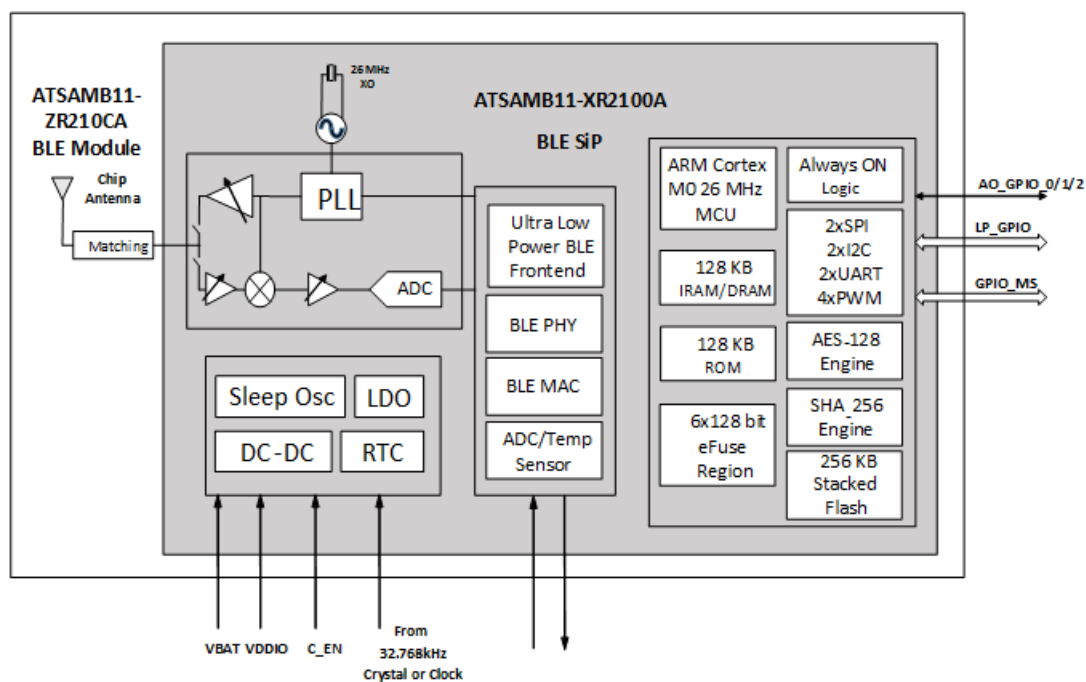 ATSAMB11-
ZR210CA
BLE Module
Chip
Antenna
Matching
26 MHz
XO
ATSAMB11-XR2100A
BLE SiP
PLL
ADC
Ultra Low
Power BLE
Frontend
BLE PHY
BLE MAC
ADC/Temp
Sensor
Sleep Osc
LDO
DC-DC
RTC
ARM Cortex
M0 26 MHz
MCU
128 KB
IRAM/DRAM
128 KB
ROM
6x128 bit
eFuse
Region
Always ON
Logic
2xSPI
2xI2C
2xUART
4xPWM
AES-128
Engine
SHA_256
Engine
256 KB
Stacked
Flash
AO_GPIO_0/1/2
LP_GPIO
GPIO_MS
VBAT
VDDIO
C_EN
From
32.768kHz
Crystal or Clock